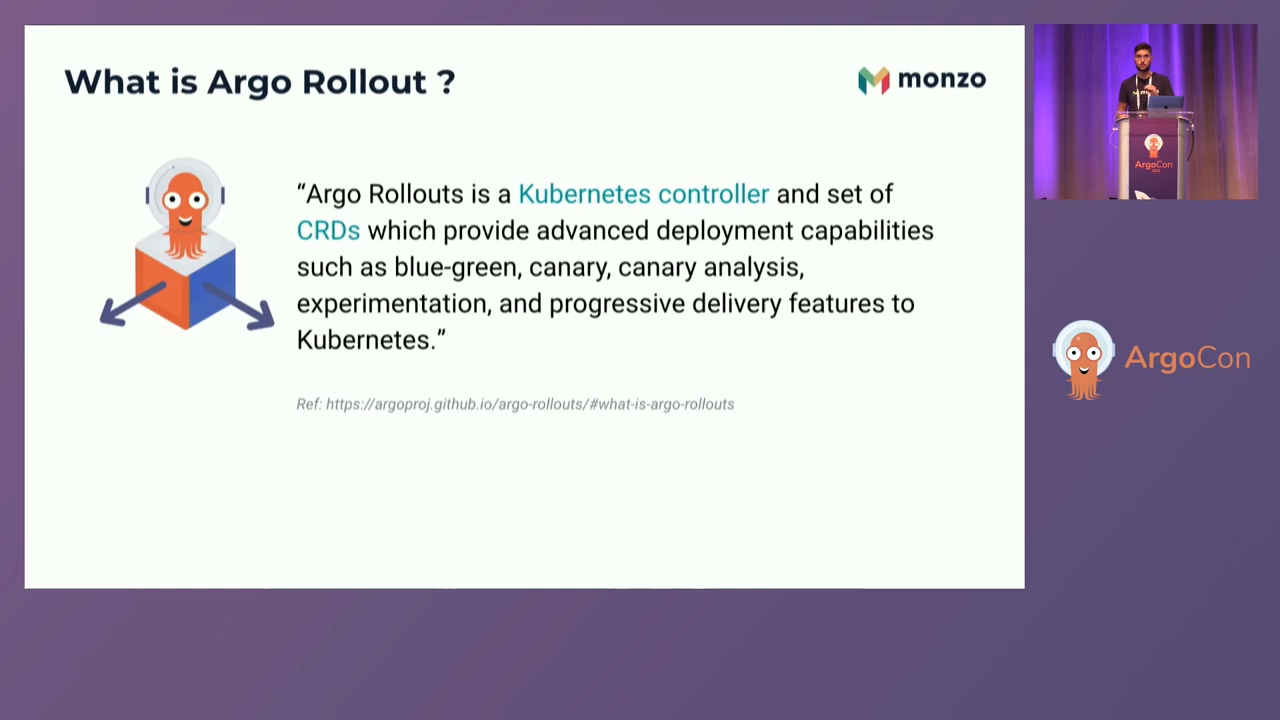 What is Argo Rollout ?
monzo
“Argo Rollouts is a Kubernetes controller and set of
CRDs which provide advanced deployment capabilities
such as blue-green, canary, canary analysis,
experimentation, and progressive delivery features to
Kubernetes.”
Ref: https://argoproj.github.io/argo-rollouts/#what-is-argo-rollouts
ArgoCon
ArgoCon